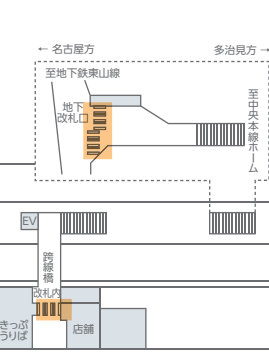 ← 名古屋方
多治見方 →
至地下鉄東山線
地下
改札口
至中央本線ホーム
EV
跨線橋
改札内
きっぷ
うりば
店舗